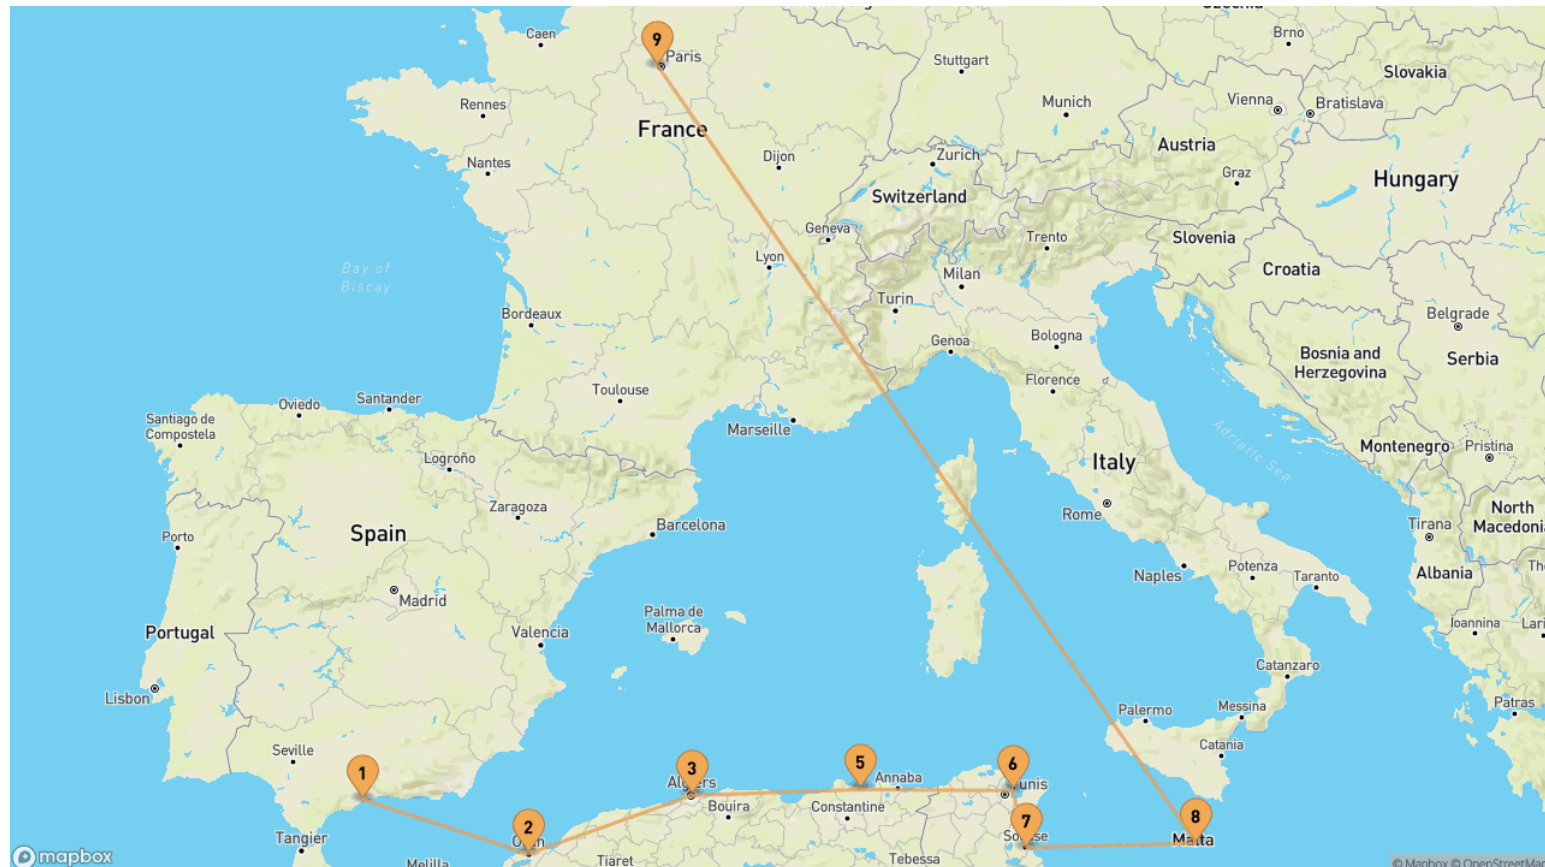 Caen
9
Paris
Stuttgart
Brno
Slovakia
Rennes
Munich
Vienna
Bratislava
France
Austria
Nantes
Dijon
Zurich
Graz
Hungary
Switzerland
Geneva
Trento
Slovenia
Lyon
Milan
Croatia
Bay of
Biscay
Turin
Bordeaux
Belgrade
Genoa
Bologna
Bosnia and
Herzegovina
Serbia
Toulouse
Florence
Oviedo
Santander
Santiago de
Compostela
Marseille
Adriatic Sea
Montenegro
Pristina
Logroño
Italy
Zaragoza
Rome
North
Macedonia
Barcelona
Tirana
Spain
Porto
Naples
Potenza
Taranto
Albania
Madrid
Palma de
Mallorca
Ioannina
Portugal
Valencia
Catanzaro
Lisbon
Palermo
Messina
Patras
Seville
Catania
1
3
5
6
Annaba
Bouira
Constantine
2
7
8
Tangier
Malta
Melilla
Tiaret
Tebessa
mapbox
© Mapbox © OpenStreetMap